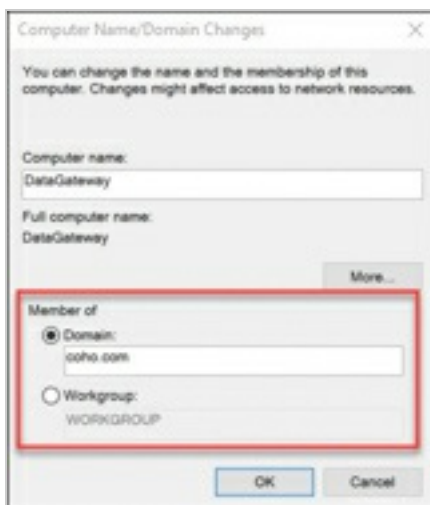 Computer Name/Domain Changes
You can change the name and the membership of this
computer. Changes might affect access to network resources.
Computer name:
DataGateway
Full computer name:
DataGateway
More...
Member of
Domain:
coho.com
Workgroup:
WORKGROUP
OK
Cancel